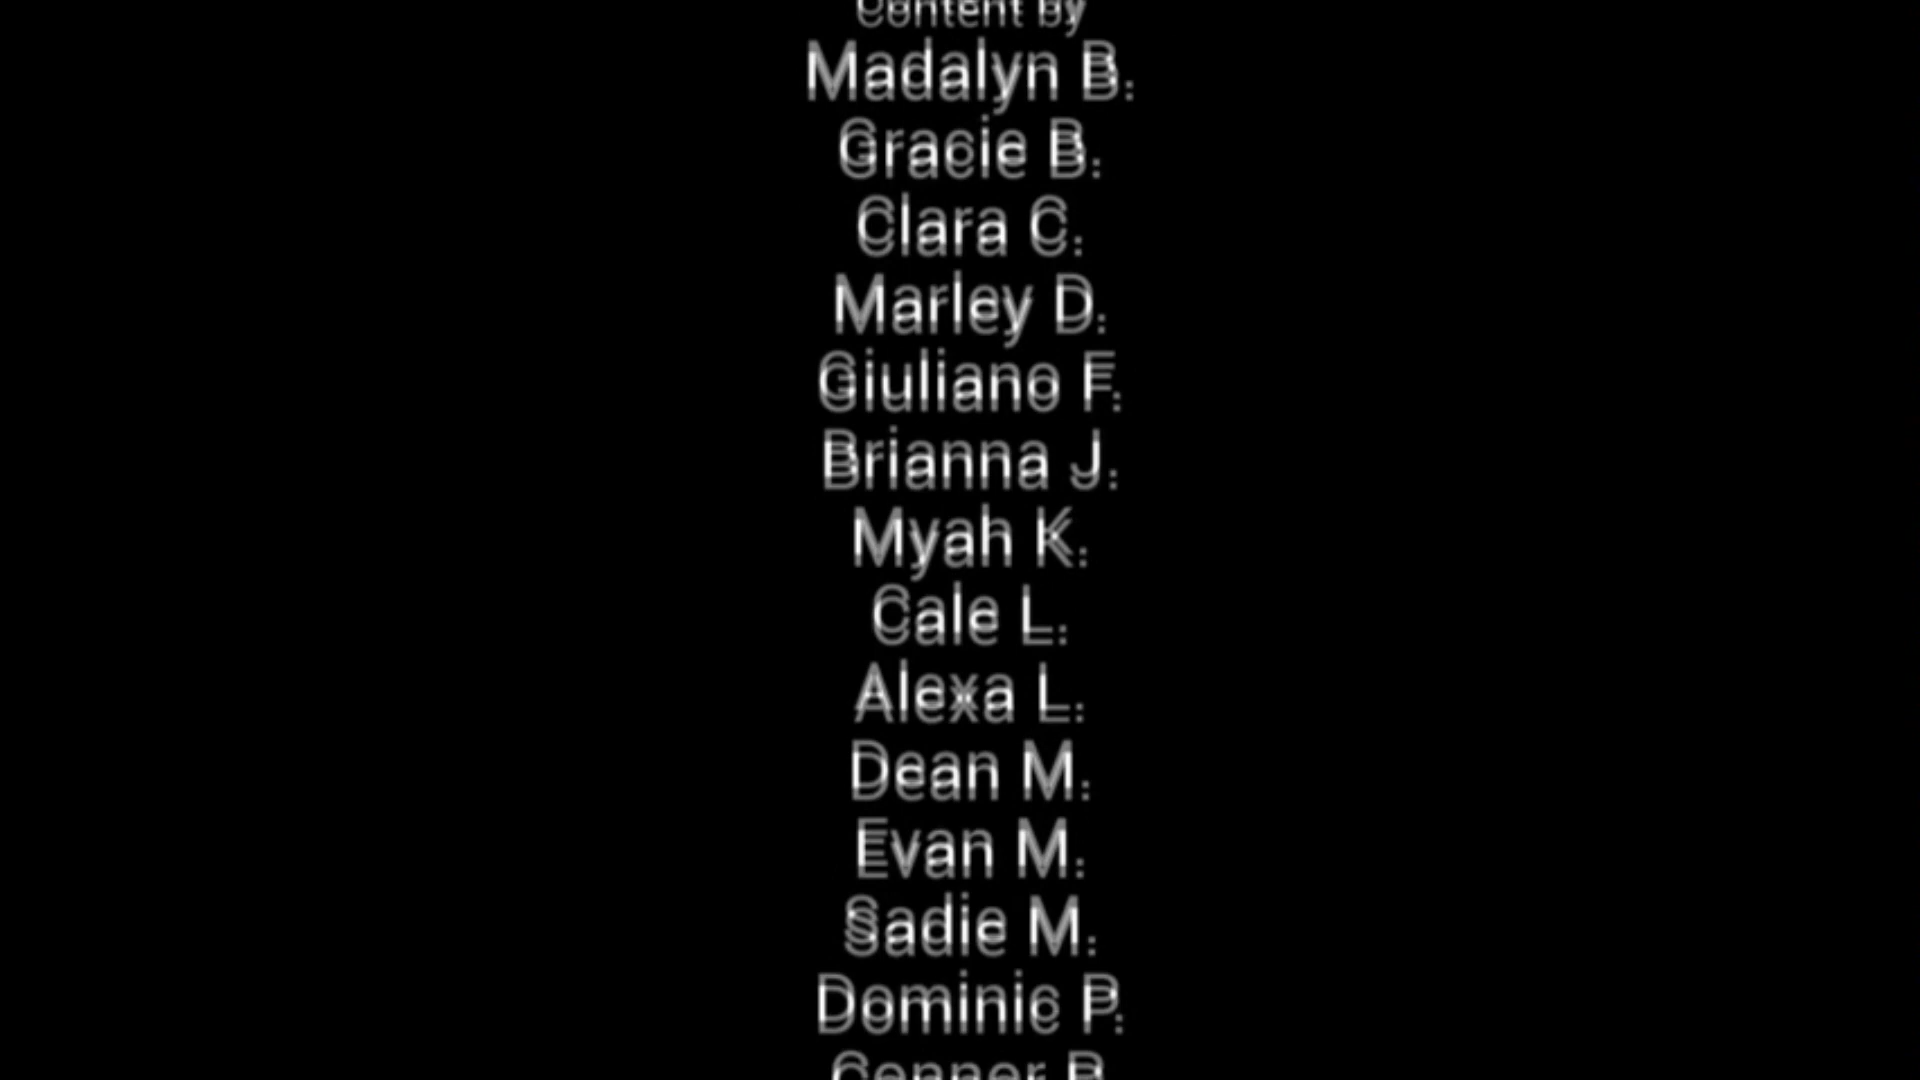 Content by
Madalyn B.
Gracie B.
Clara C.
Marley D.
Giuliano F.
Brianna J.
Myah K.
Cale L.
Alexa L.
Dean M.
Evan M.
Sadie M.
Dominic P.